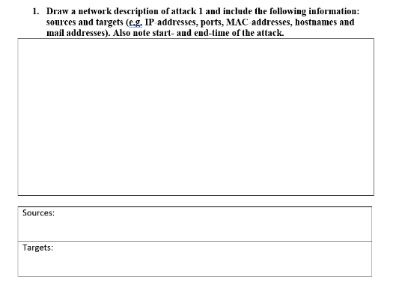 1. Draw a network description of attack 1 and include the following information:
sources and targets (e.g. IP addresses, ports, MAC addresses, hostnames and
mail addresses). Also note start- and end-time of the attack.
Sources:
Targets: